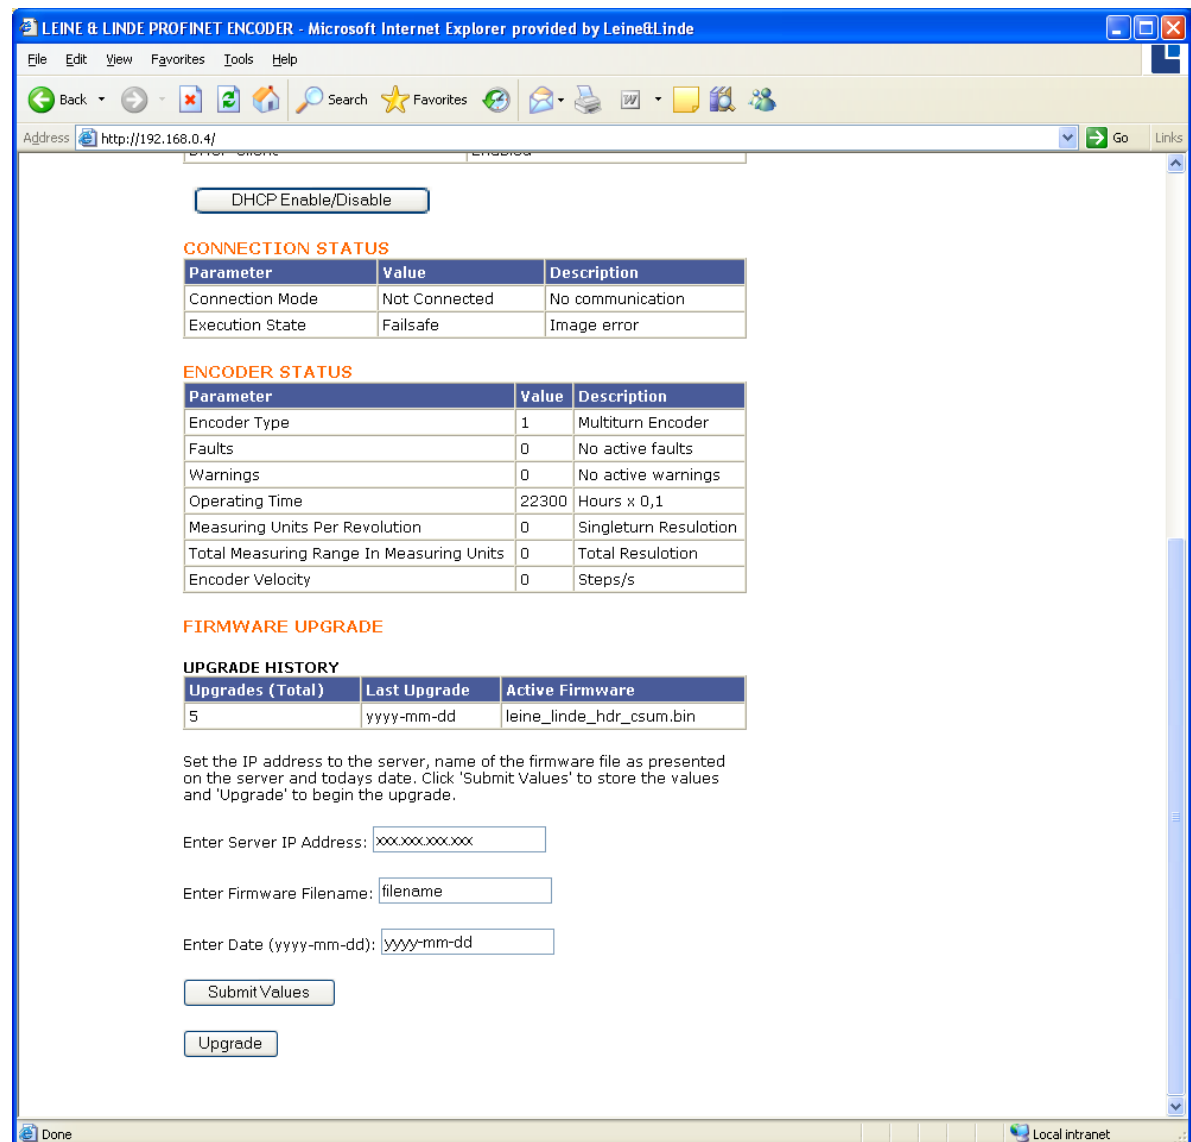 LEINE & LINDE PROFINET ENCODER - Microsoft Internet Explorer provided by Leine&Linde
File Edit View Favorites Tools Help
Back Search Favorites
Address http://192.168.0.4/ Go Links
DHCP Client Enabled
DHCP Enable/Disable
CONNECTION STATUS
Parameter Value Description
Connection Mode Not Connected No communication
Execution State Failsafe Image error
ENCODER STATUS
Parameter Value Description
Encoder Type 1 Multiturn Encoder
Faults 0 No active faults
Warnings 0 No active warnings
Operating Time 22300 Hours x 0,1
Measuring Units Per Revolution 0 Singleturn Resulotion
Total Measuring Range In Measuring Units 0 Total Resulotion
Encoder Velocity 0 Steps/s
FIRMWARE UPGRADE
UPGRADE HISTORY
Upgrades (Total) Last Upgrade Active Firmware
5 yyyy-mm-dd leine_linde_hdr_csum.bin
Set the IP address to the server, name of the firmware file as presented
on the server and todays date. Click 'Submit Values' to store the values
and 'Upgrade' to begin the upgrade.
Enter Server IP Address: xxx.xxx.xxx.xxx
Enter Firmware Filename: filename
Enter Date (yyyy-mm-dd): yyyy-mm-dd
Submit Values
Upgrade
Done Local intranet